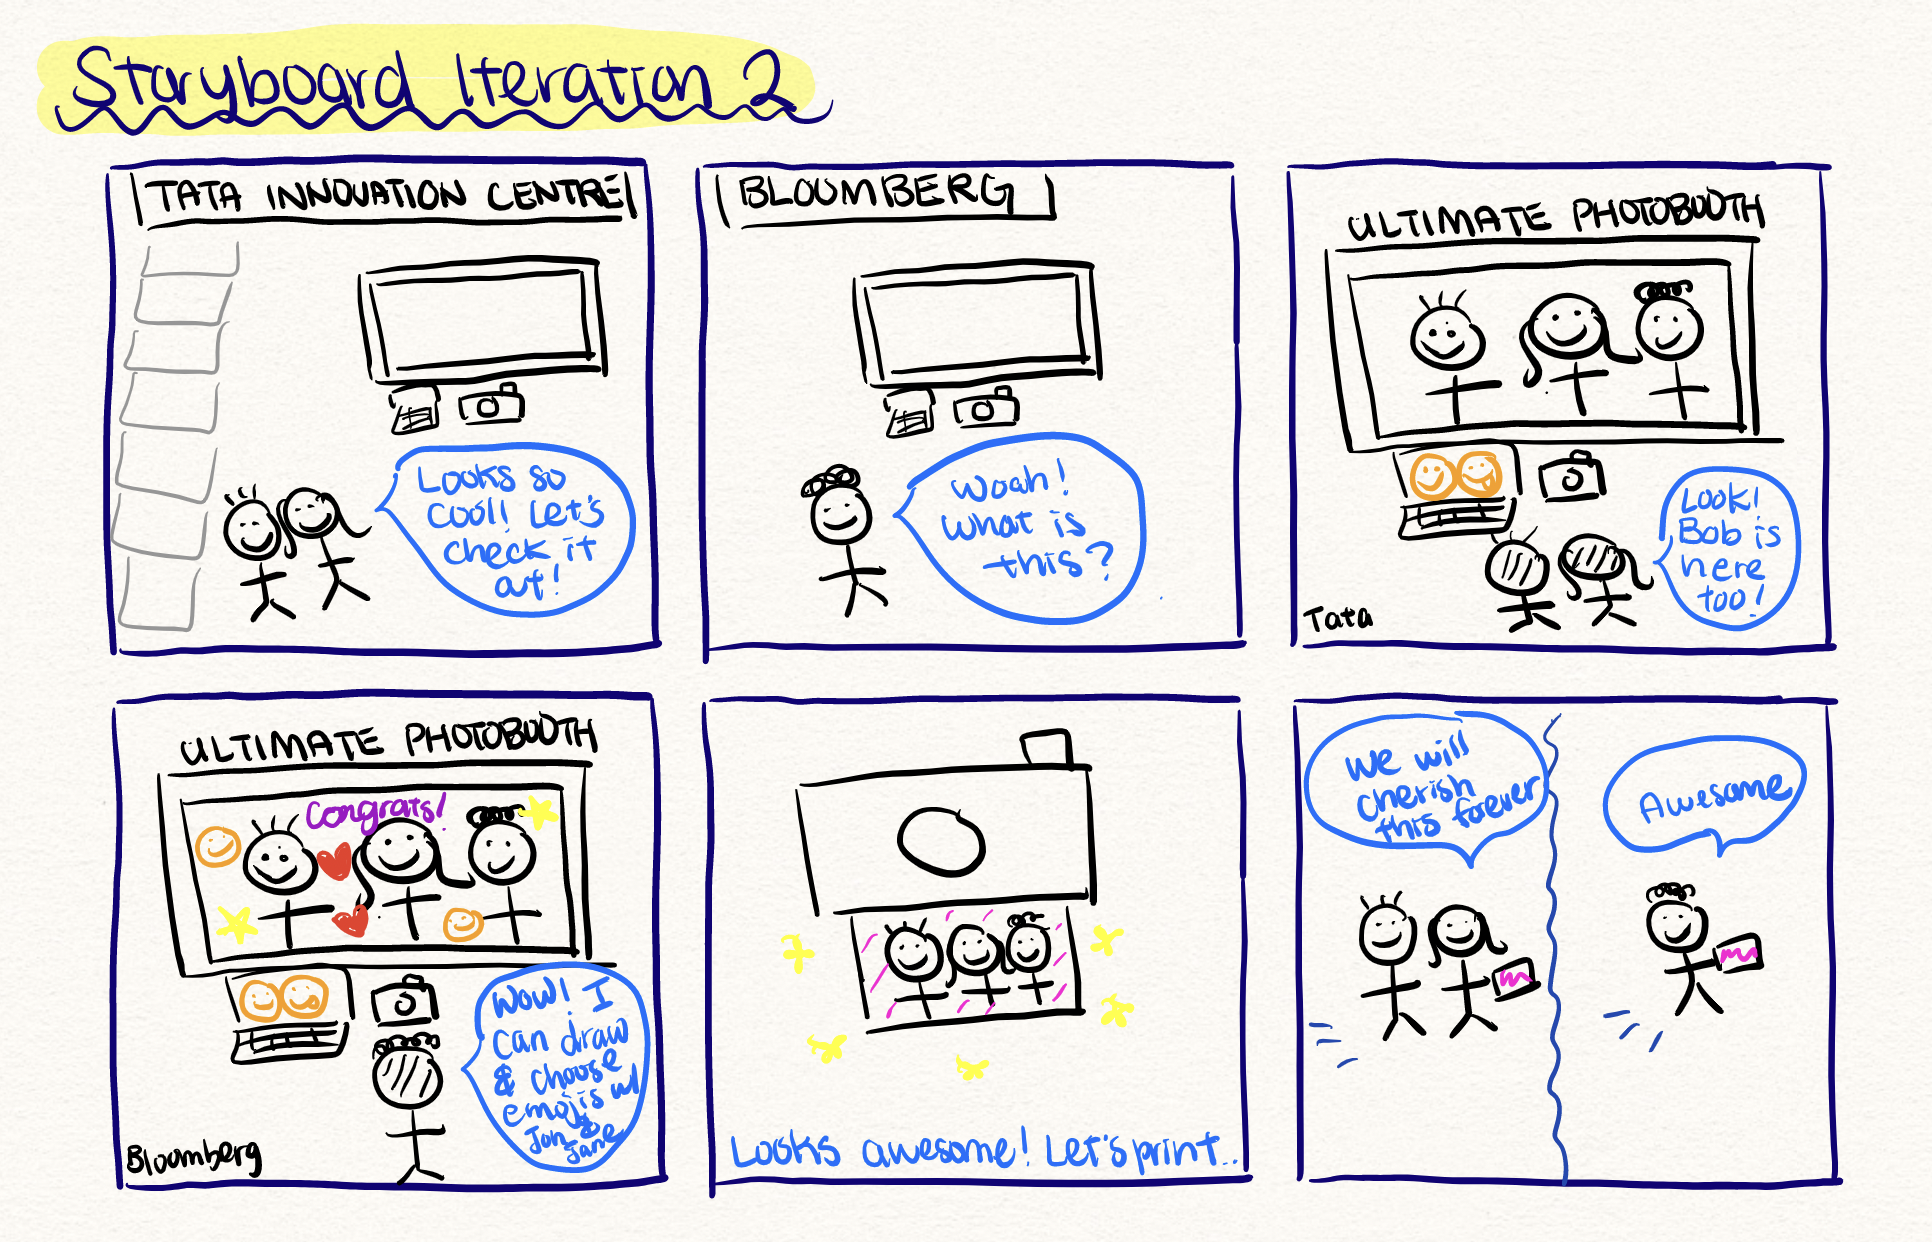 Storyboard Iteration 2
TATA INNOVATION CENTRE
Looks so
cool! Let's
check it
out!
BLOOMBERG
Woah!
What is
this?
ULTIMATE PHOTOBOOTH
Look!
Bob is
here
too!
Tata
ULTIMATE PHOTOBOOTH
Congrats!
Wow! I
can draw
& choose
emojis w/
Jon &
Jane
Bloomberg
Looks awesome! Let's print..
We will
cherish
this forever
Awesome